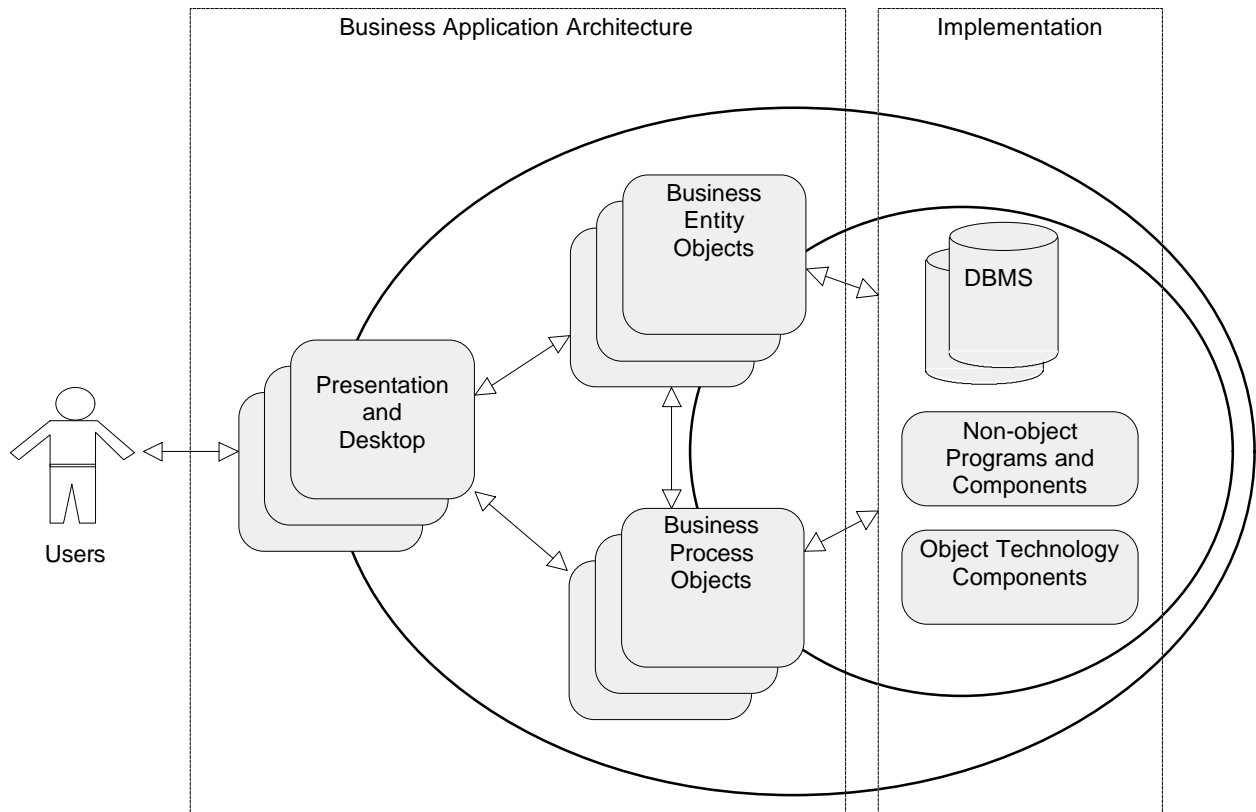 Business Application Architecture
Implementation
Business
Entity
Objects
DBMS
Presentation
and
Desktop
Non-object
Programs and
Components
Business
Process
Objects
Object Technology
Components
Users